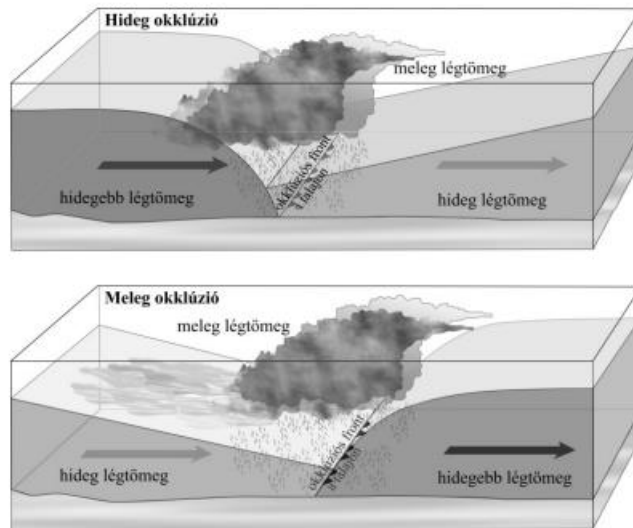 Hideg okklúzió
meleg légtömeg
okklúziós front
a talajon
hidegebb légtömeg
hideg légtömeg
Meleg okklúzió
meleg légtömeg
okklúziós front
a talajon
hideg légtömeg
hidegebb légtömeg